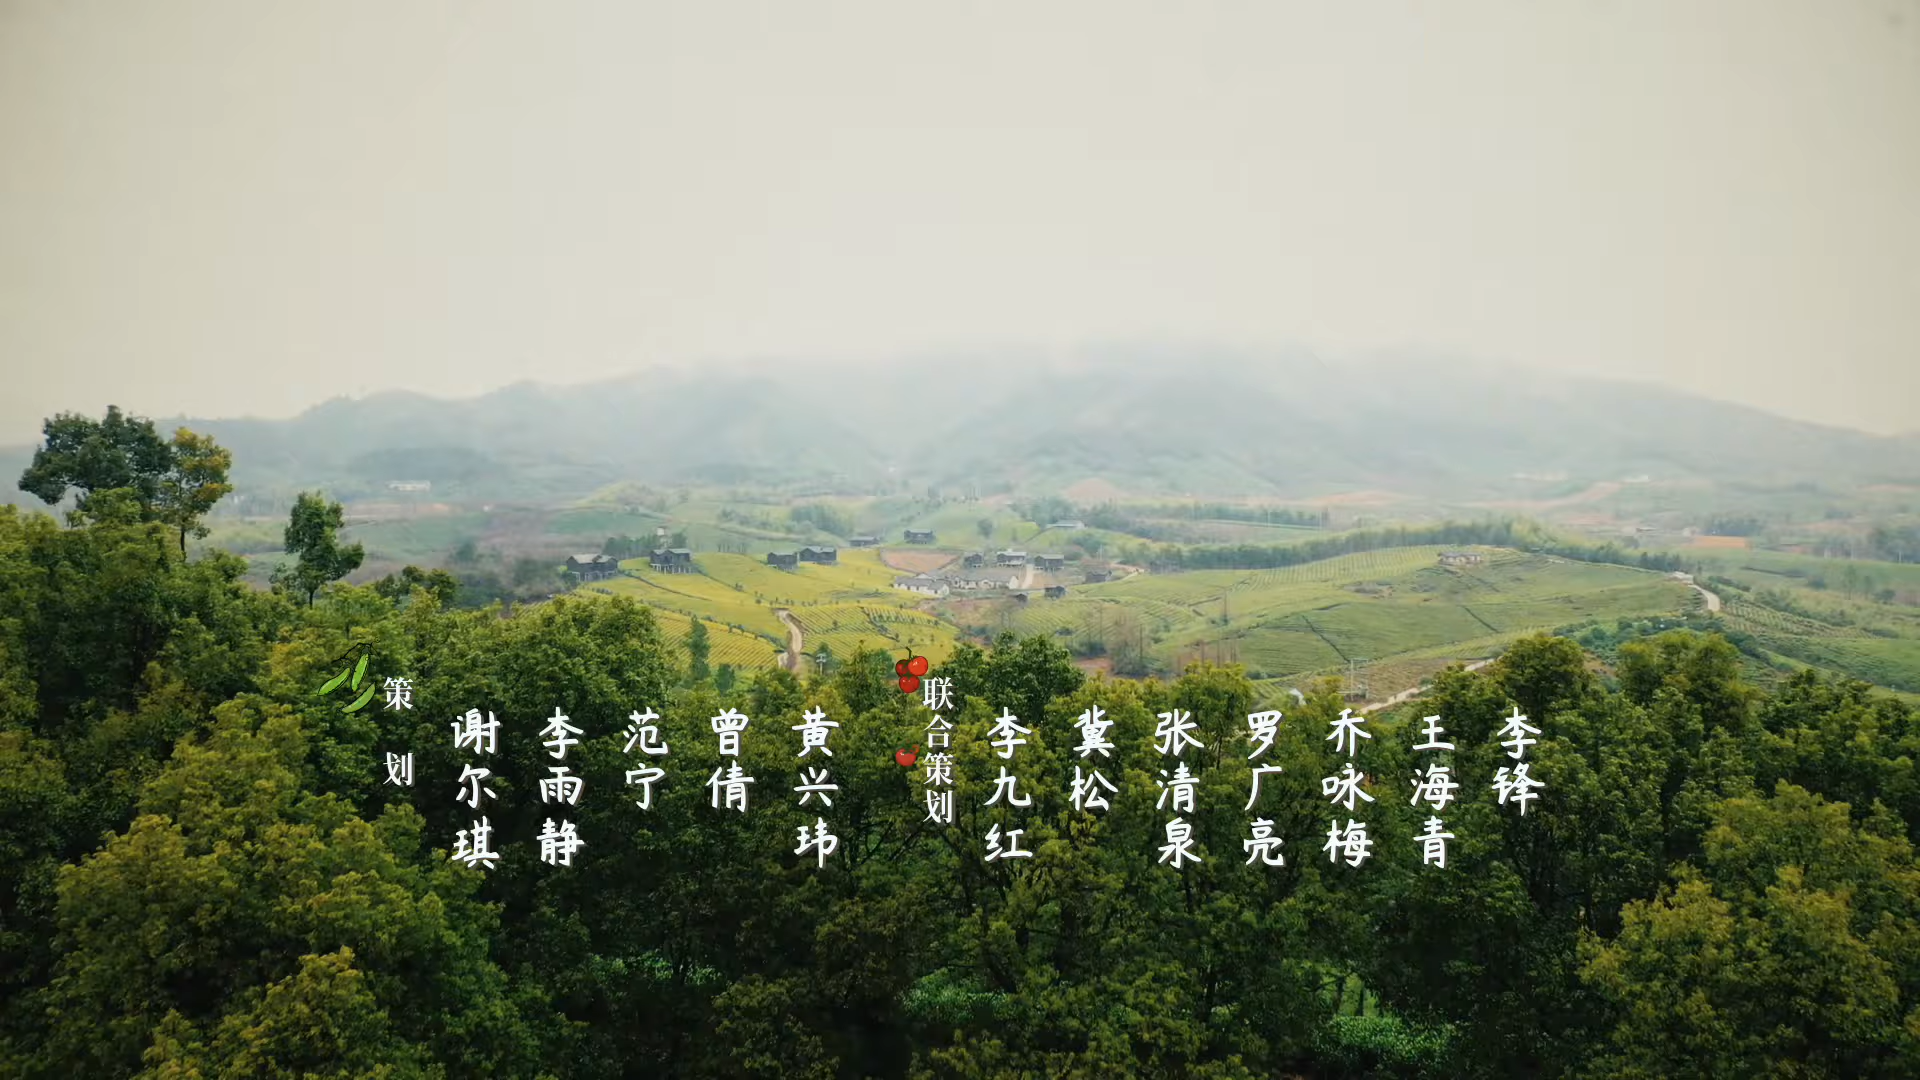 策划
谢尔琪
李雨静
范宁
曾倩
黄兴玮
联合策划
李九红
冀松
张清泉
罗广亮
乔咏梅
王海青
李锋